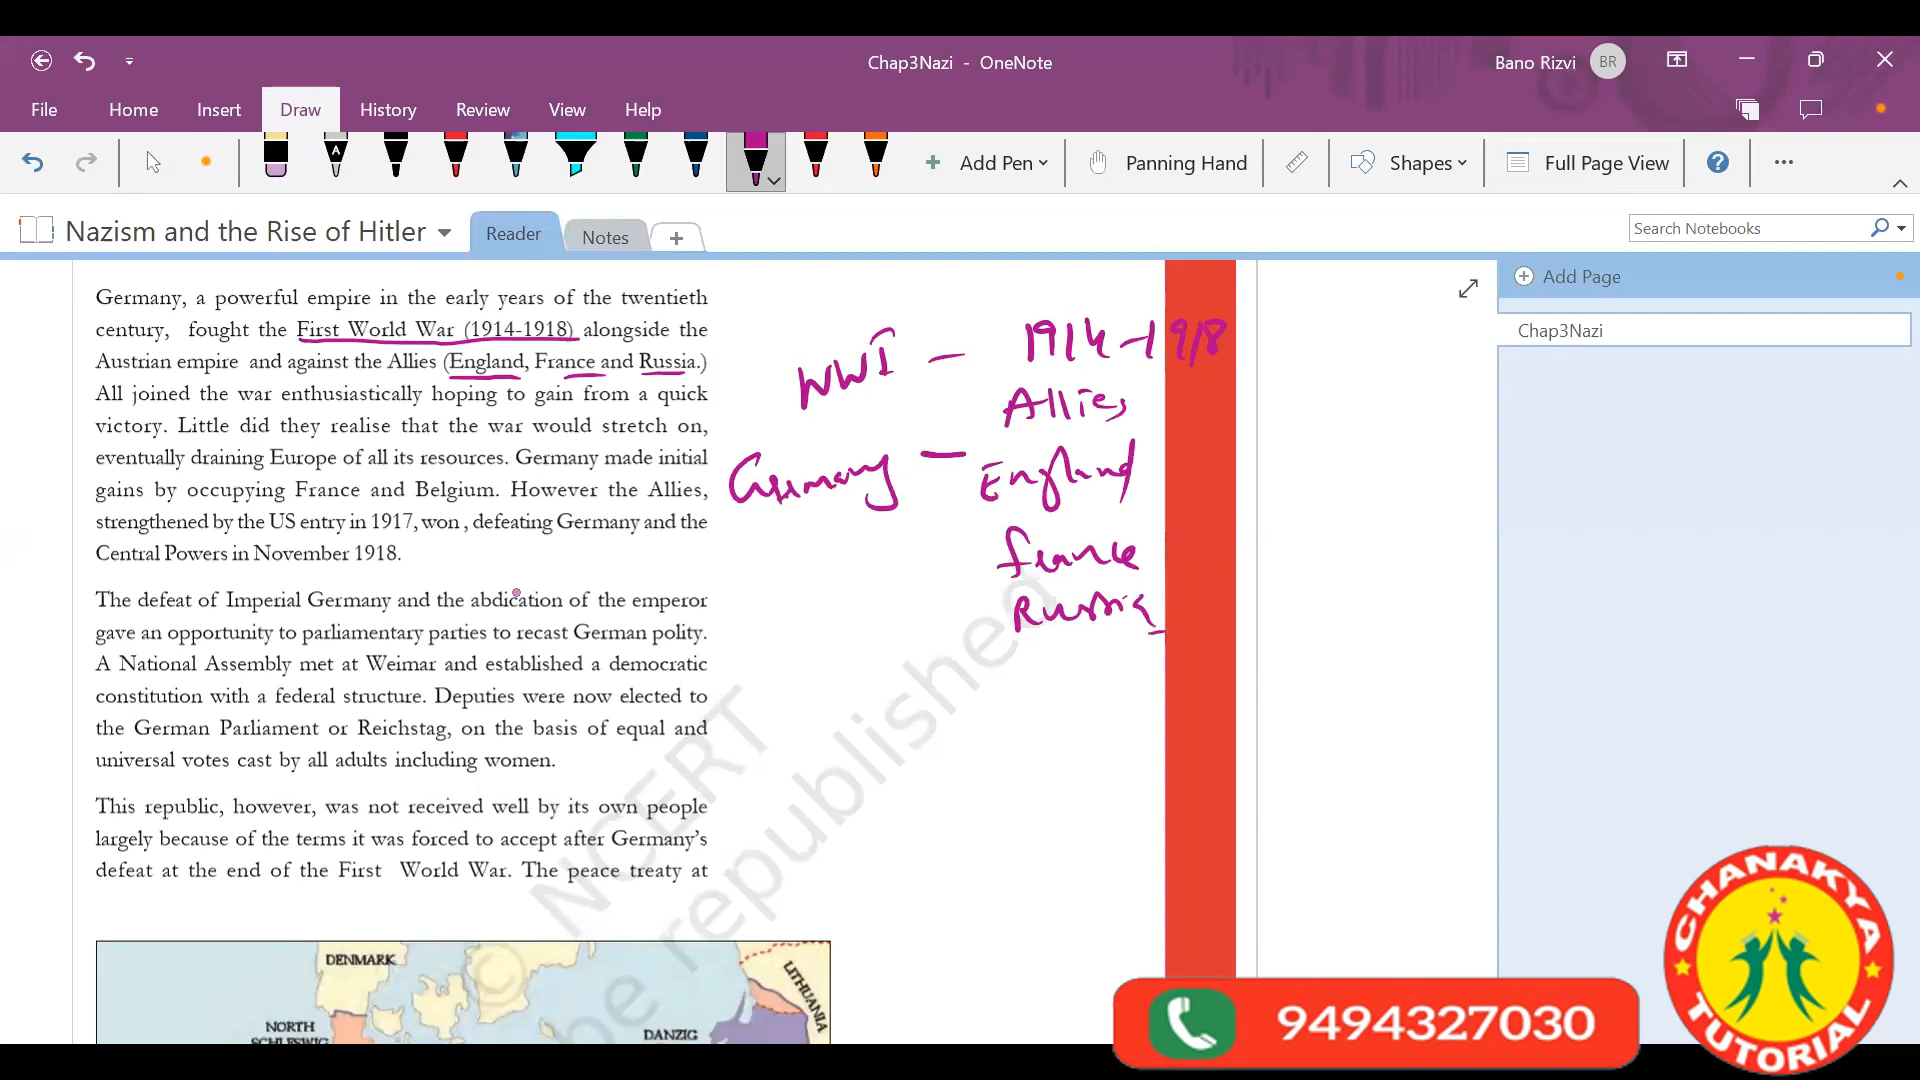 Chap3Nazi - OneNote
Bano Rizvi BR
File Home Insert Draw History Review View Help
A Add Pen Panning Hand Shapes Full Page View
Nazism and the Rise of Hitler Reader Notes Search Notebooks
Add Page
Chap3Nazi
Germany, a powerful empire in the early years of the twentieth
century, fought the First World War (1914-1918) alongside the
Austrian empire and against the Allies (England, France and Russia.)
All joined the war enthusiastically hoping to gain from a quick
victory. Little did they realise that the war would stretch on,
eventually draining Europe of all its resources. Germany made initial
gains by occupying France and Belgium. However the Allies,
strengthened by the US entry in 1917, won , defeating Germany and the
Central Powers in November 1918.
The defeat of Imperial Germany and the abdication of the emperor
gave an opportunity to parliamentary parties to recast German polity.
A National Assembly met at Weimar and established a democratic
constitution with a federal structure. Deputies were now elected to
the German Parliament or Reichstag, on the basis of equal and
universal votes cast by all adults including women.
This republic, however, was not received well by its own people
largely because of the terms it was forced to accept after Germany's
defeat at the end of the First World War. The peace treaty at
WWI - 1914-1918
Allies
Germany - England
france
Russia
© NCERT
be republished
DENMARK
LITHUANIA
NORTH
SCHLESWIG
DANZIG
9494327030
CHANAKYA
TUTORIAL